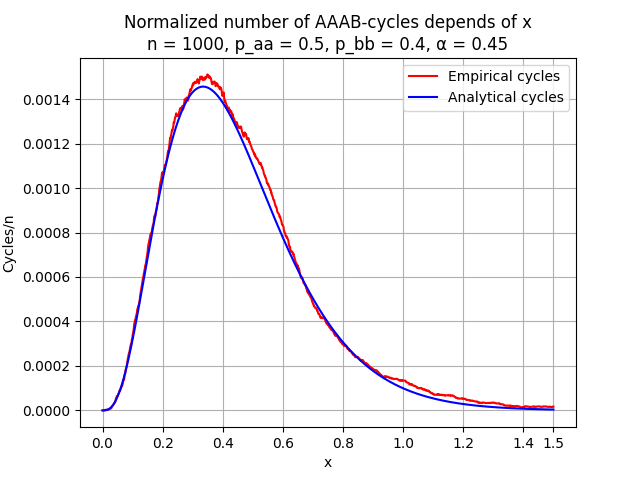 Normalized number of AAAB-cycles depends of x
n = 1000, p_aa = 0.5, p_bb = 0.4, α = 0.45
Empirical cycles
Analytical cycles
Cycles/n
0.0014
0.0012
0.0010
0.0008
0.0006
0.0004
0.0002
0.0000
0.0 0.2 0.4 0.6 0.8 1.0 1.2 1.4 1.5
x